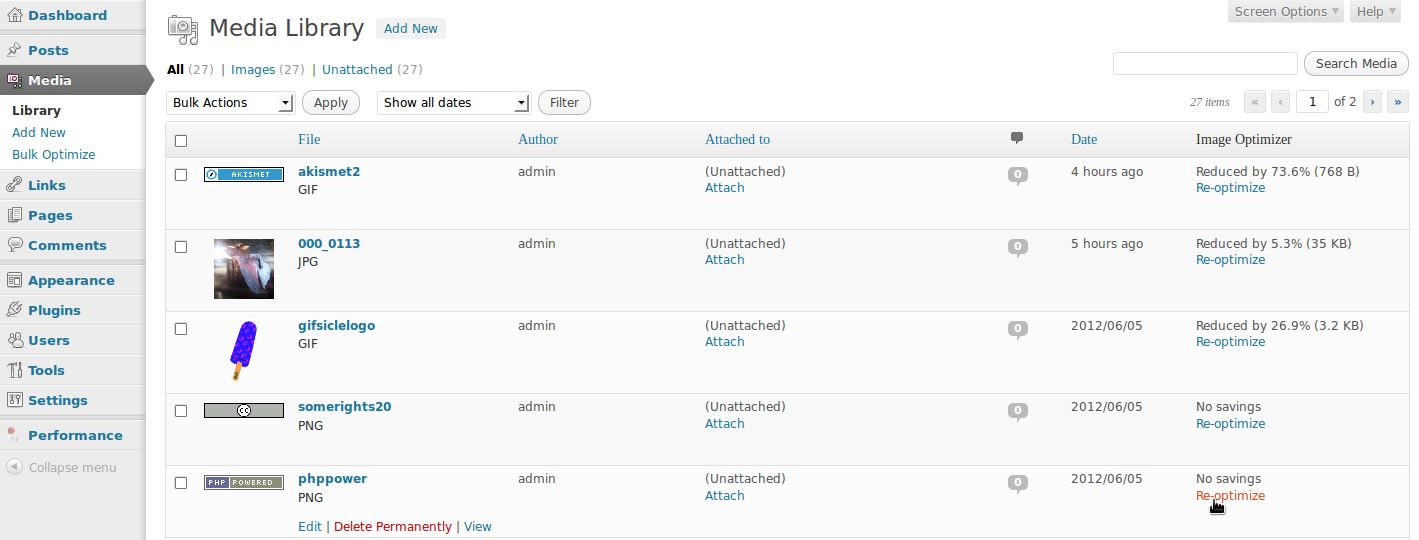 Dashboard
Posts
Media
Library
Add New
Bulk Optimize
Links
Pages
Comments
Appearance
Plugins
Users
Tools
Settings
Performance
Collapse menu
Screen Options Help
Media Library Add New
All (27) | Images (27) | Unattached (27)
Search Media
Bulk Actions Apply Show all dates Filter 27 items « ‹ 1 of 2 › »
File Author Attached to Date Image Optimizer
AKISMET akismet2 admin (Unattached) 0 4 hours ago Reduced by 73.6% (768 B)
GIF Attach Re-optimize
000_0113 admin (Unattached) 0 5 hours ago Reduced by 5.3% (35 KB)
JPG Attach Re-optimize
gifsiclelogo admin (Unattached) 0 2012/06/05 Reduced by 26.9% (3.2 KB)
GIF Attach Re-optimize
cc somerights20 admin (Unattached) 0 2012/06/05 No savings
PNG Attach Re-optimize
PHP POWERED phppower admin (Unattached) 0 2012/06/05 No savings
PNG Attach Re-optimize
Edit | Delete Permanently | View